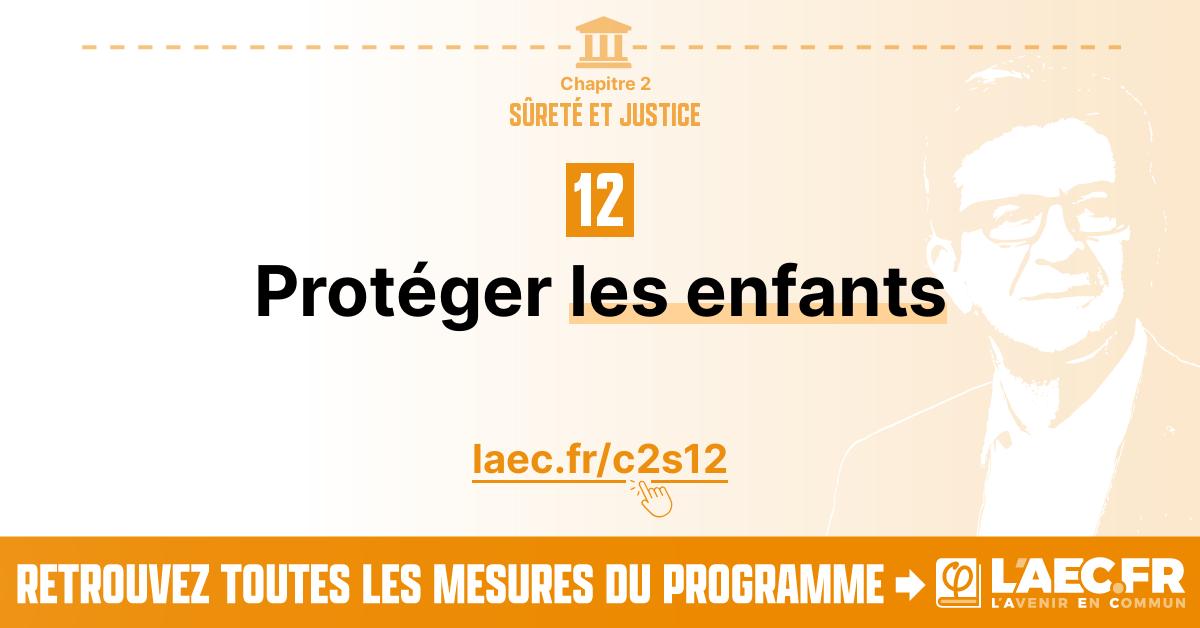 Chapitre 2
SÛRETÉ ET JUSTICE
12
Protéger les enfants
laec.fr/c2s12
RETROUVEZ TOUTES LES MESURES DU PROGRAMME
φ L'AEC.FR
L'AVENIR EN COMMUN